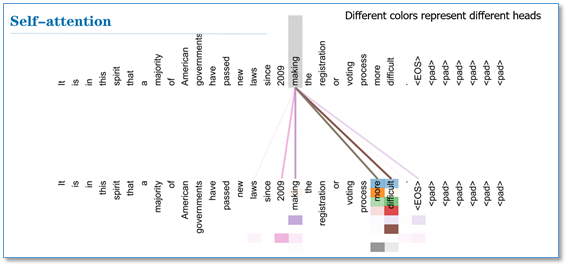 Self-attention
Different colors represent different heads
It is in this spirit that a majority of American governments have passed new laws since 2009 making the registration or voting process more difficult . <EOS> <pad> <pad> <pad> <pad> <pad> <pad>
It is in this spirit that a majority of American governments have passed new laws since 2009 making the registration or voting process more difficult . <EOS> <pad> <pad> <pad> <pad> <pad> <pad>